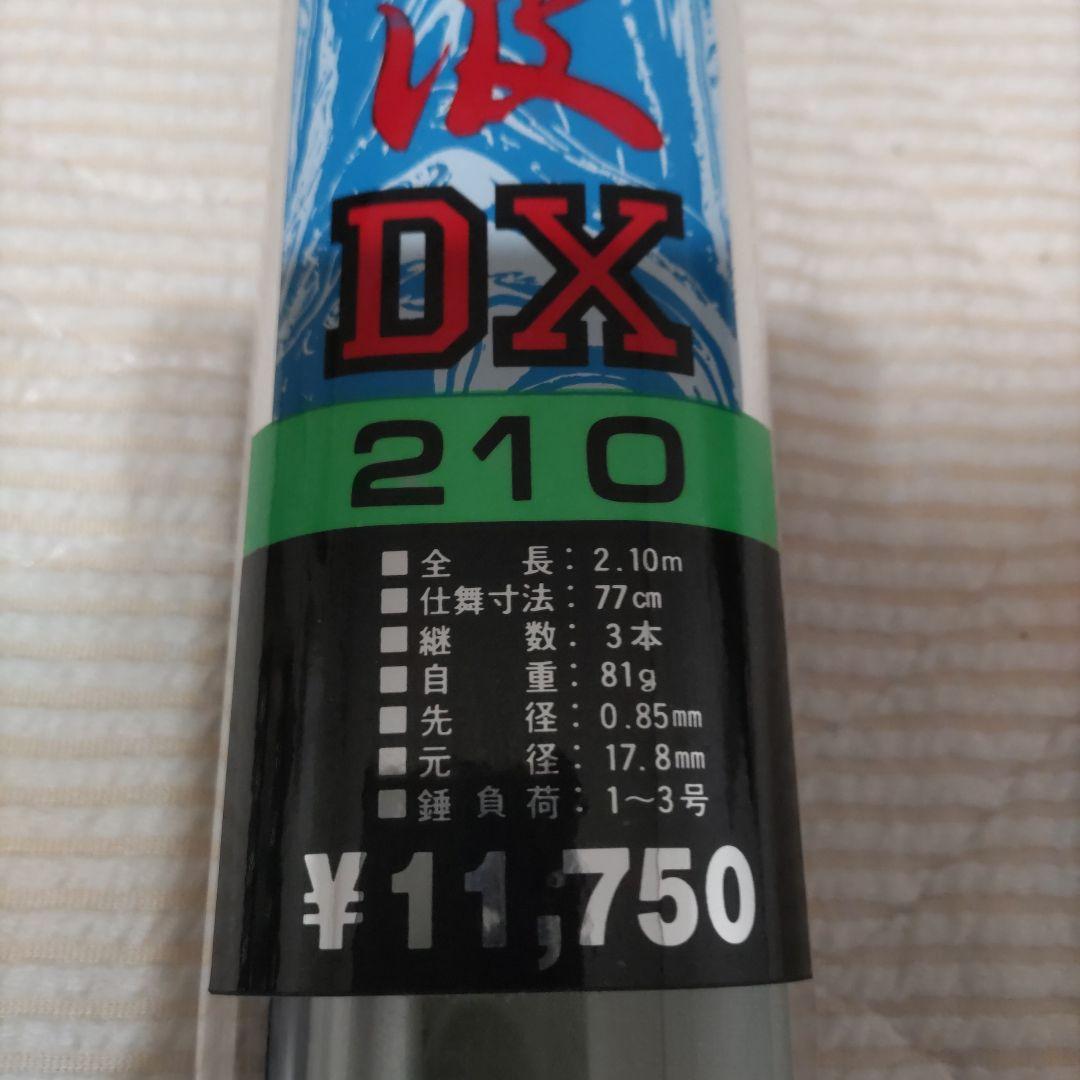 波
DX
210
■全長：2.10m
■仕舞寸法：77cm
■継数：3本
■自重：81g
■先径：0.85mm
■元径：17.8mm
■錘負荷：1〜3号
¥11,750